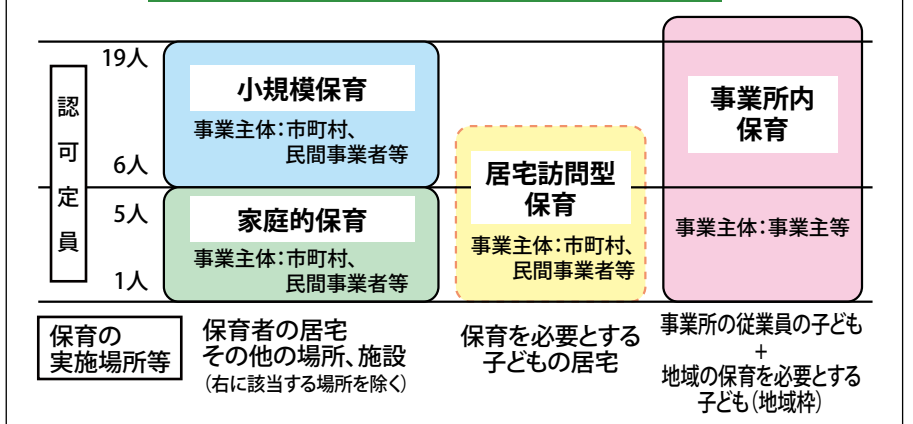 認可定員
19人
6人
5人
1人
小規模保育
事業主体：市町村、
民間事業者等
家庭的保育
事業主体：市町村、
民間事業者等
居宅訪問型
保育
事業主体：市町村、
民間事業者等
事業所内
保育
事業主体：事業主等
保育の
実施場所等
保育者の居宅
その他の場所、施設
（右に該当する場所を除く）
保育を必要とする
子どもの居宅
事業所の従業員の子ども
+
地域の保育を必要とする
子ども（地域枠）